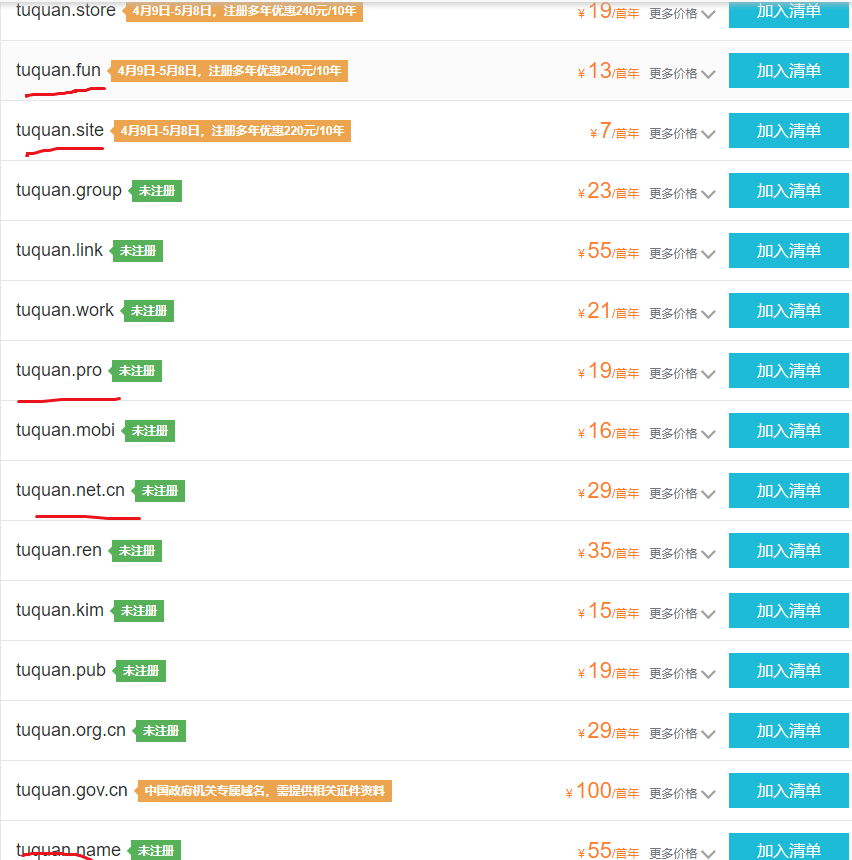 tuquan.store 4月9日-5月8日，注册多年优惠240元/10年 ¥19/首年 更多价格 加入清单
tuquan.fun 4月9日-5月8日，注册多年优惠240元/10年 ¥13/首年 更多价格 加入清单
tuquan.site 4月9日-5月8日，注册多年优惠220元/10年 ¥7/首年 更多价格 加入清单
tuquan.group 未注册 ¥23/首年 更多价格 加入清单
tuquan.link 未注册 ¥55/首年 更多价格 加入清单
tuquan.work 未注册 ¥21/首年 更多价格 加入清单
tuquan.pro 未注册 ¥19/首年 更多价格 加入清单
tuquan.mobi 未注册 ¥16/首年 更多价格 加入清单
tuquan.net.cn 未注册 ¥29/首年 更多价格 加入清单
tuquan.ren 未注册 ¥35/首年 更多价格 加入清单
tuquan.kim 未注册 ¥15/首年 更多价格 加入清单
tuquan.pub 未注册 ¥19/首年 更多价格 加入清单
tuquan.org.cn 未注册 ¥29/首年 更多价格 加入清单
tuquan.gov.cn 中国政府机关专属域名，需提供相关证件资料 ¥100/首年 更多价格 加入清单
tuquan.name 未注册 ¥55/首年 更多价格 加入清单